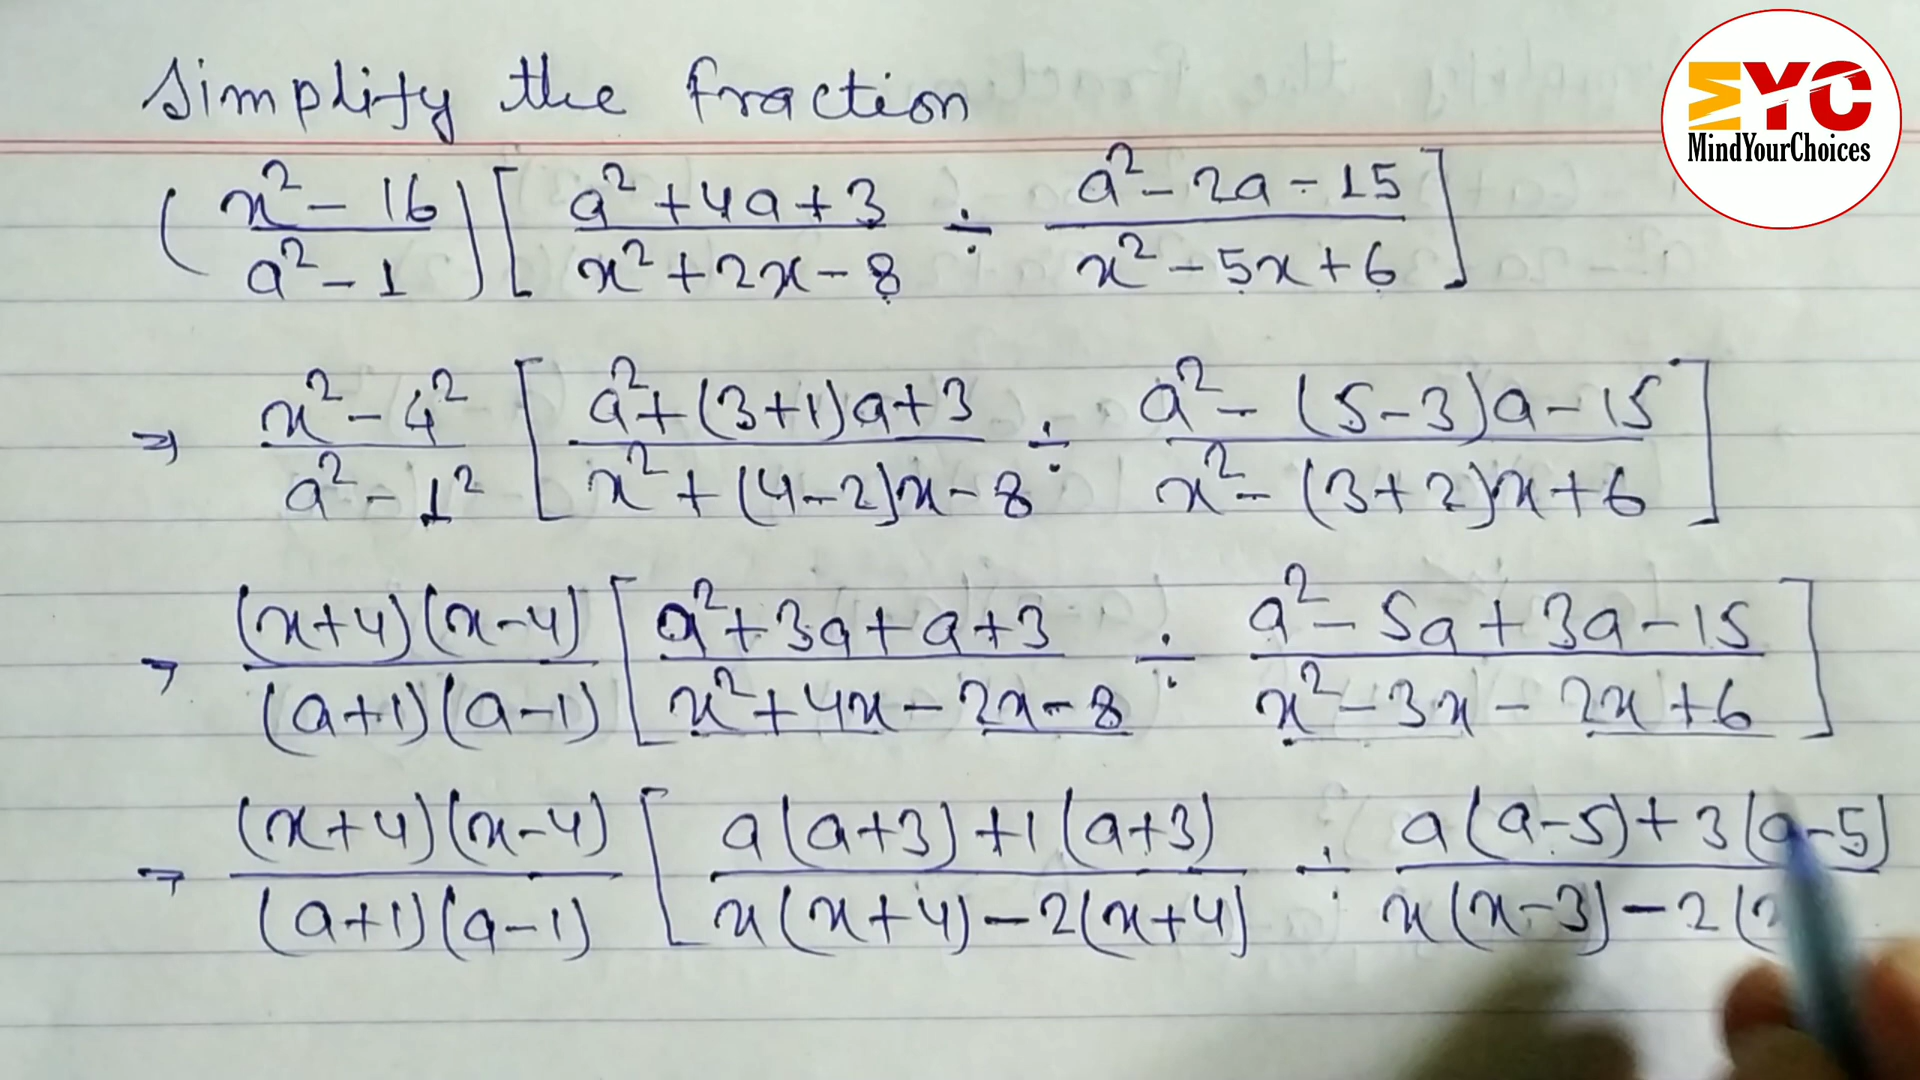 Simplify the fraction
MYC
MindYourChoices
(x²-16 / a²-1) [a²+4a+3 / x²+2x-8 ÷ a²-2a-15 / x²-5x+6]
⇒ x²-4² / a²-1² [a²+(3+1)a+3 / x²+(4-2)x-8 ÷ a²-(5-3)a-15 / x²-(3+2)x+6]
⇒ (x+4)(x-4) / (a+1)(a-1) [a²+3a+a+3 / x²+4x-2x-8 ÷ a²-5a+3a-15 / x²-3x-2x+6]
⇒ (x+4)(x-4) / (a+1)(a-1) [a(a+3)+1(a+3) / x(x+4)-2(x+4) ÷ a(a-5)+3(a-5) / x(x-3)-2(